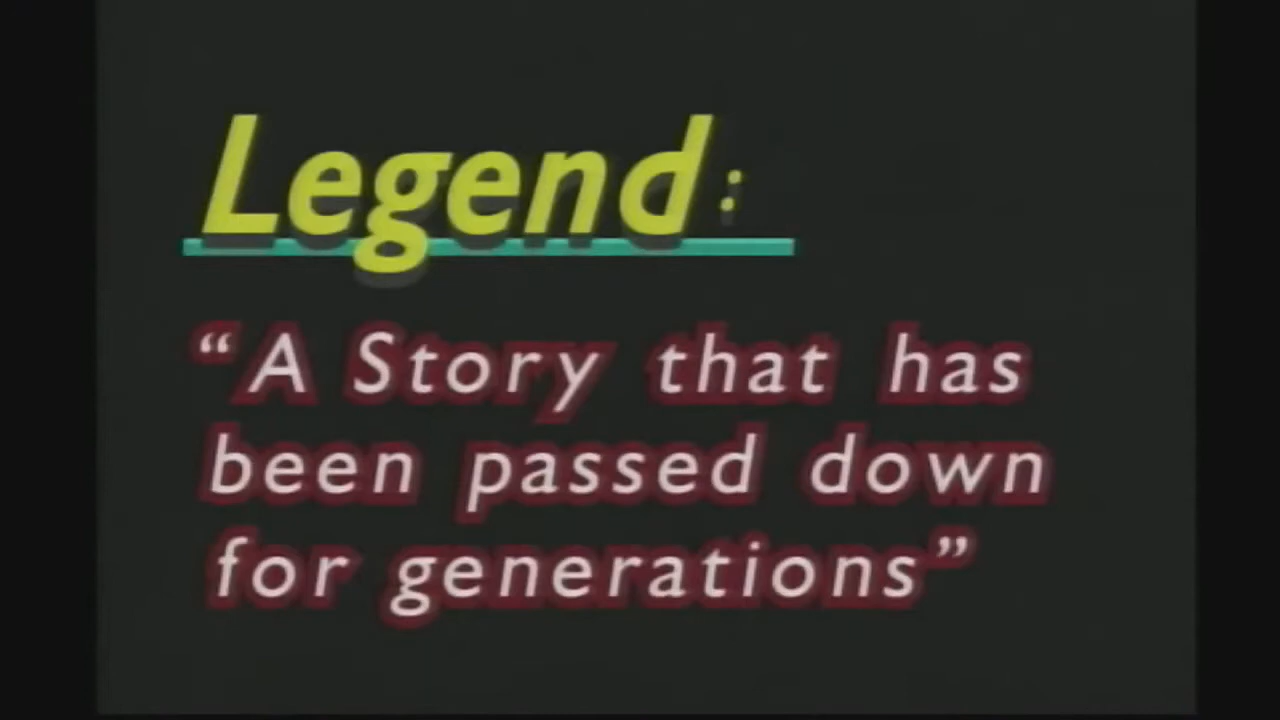 Legend:
“A Story that has
been passed down
for generations”